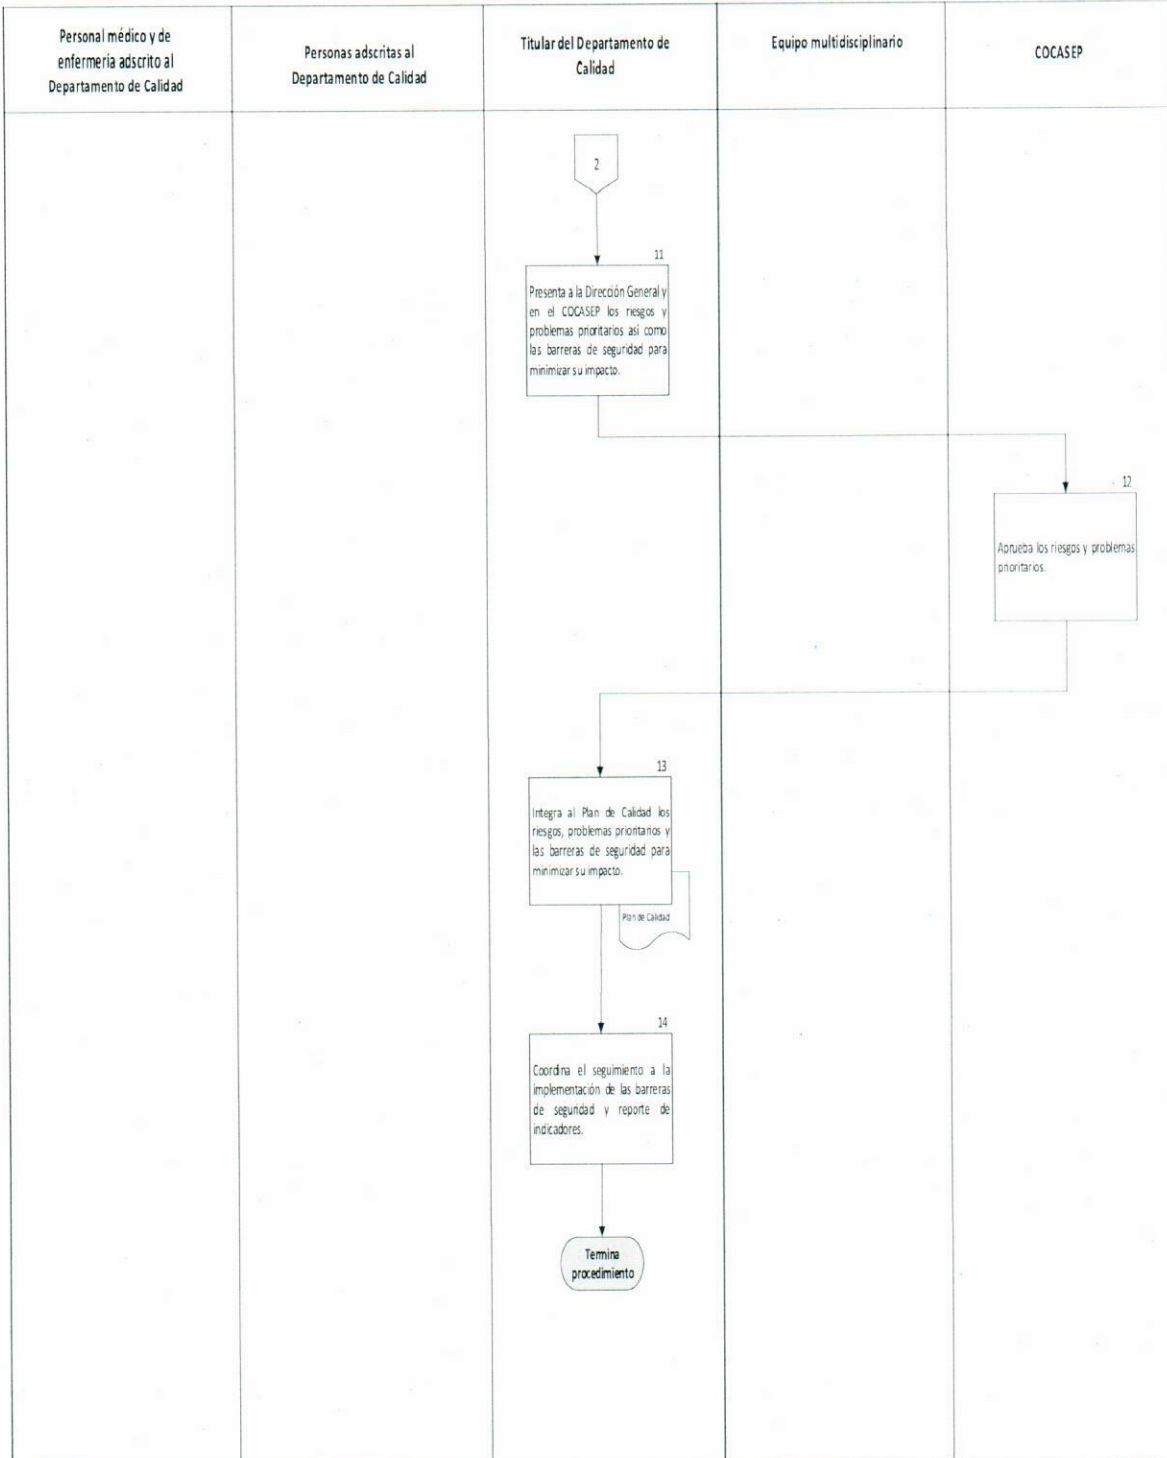 Personal médico y de
enfermería adscrito al
Departamento de Calidad
Personas adscritas al
Departamento de Calidad
Titular del Departamento de
Calidad
Equipo multidisciplinario
COCASEP
2
11
Presenta a la Dirección General y
en el COCASEP los riesgos y
problemas prioritarios así como
las barreras de seguridad para
minimizar su impacto.
12
Aprueba los riesgos y problemas
prioritarios.
13
Integra al Plan de Calidad los
riesgos, problemas prioritarios y
las barreras de seguridad para
minimizar su impacto.
Plan de Calidad
14
Coordina el seguimiento a la
implementación de las barreras
de seguridad y reporte de
indicadores.
Termina
procedimiento